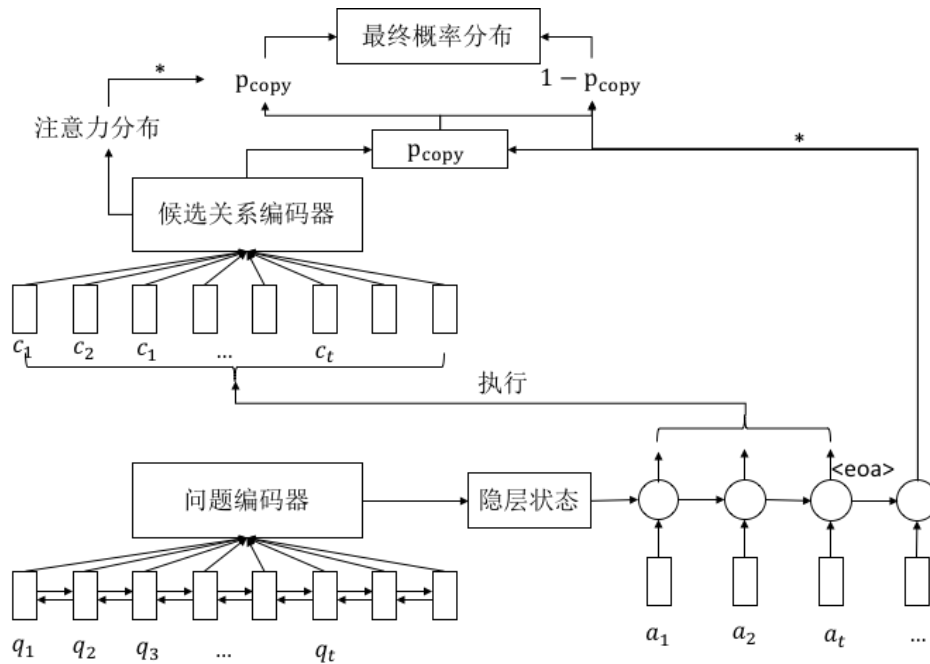 最终概率分布
*
p_copy
1 − p_copy
注意力分布
p_copy
*
候选关系编码器
c_1 c_2 c_1 ... c_t
执行
<eoa>
问题编码器
隐层状态
q_1 q_2 q_3 ... q_t
a_1 a_2 a_t ...